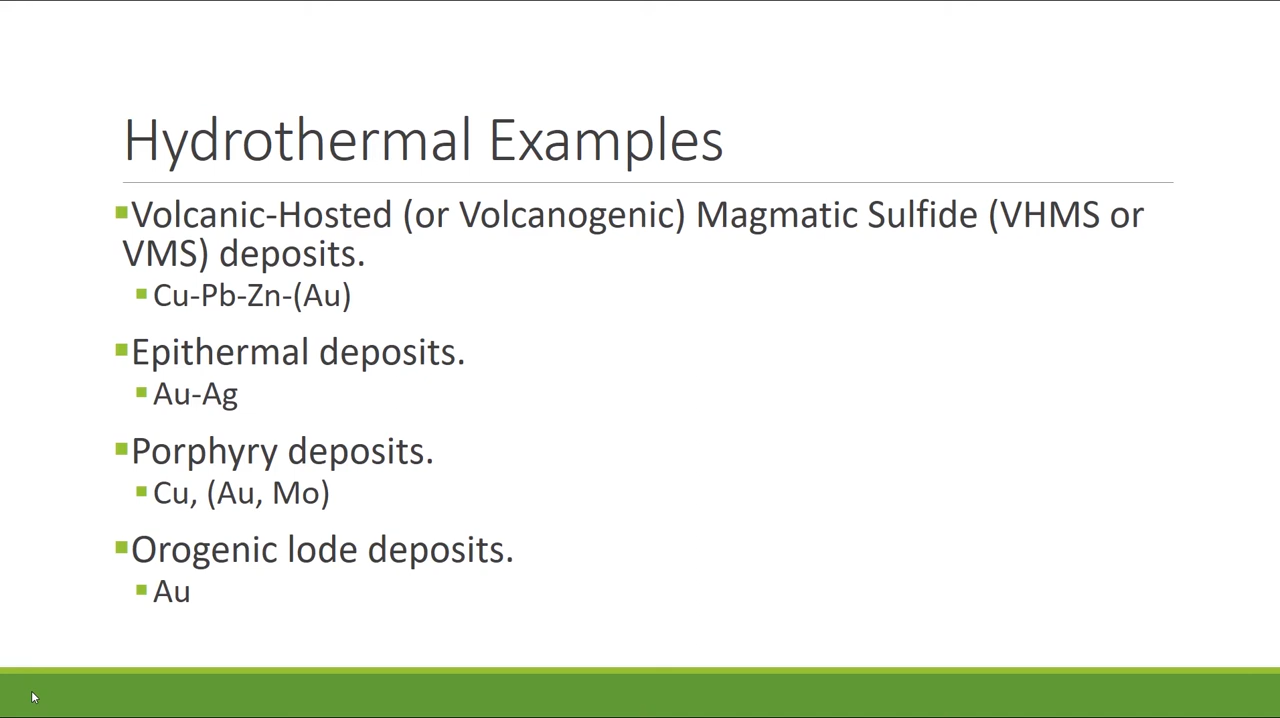 Hydrothermal Examples
Volcanic-Hosted (or Volcanogenic) Magmatic Sulfide (VHMS or
VMS) deposits.
Cu-Pb-Zn-(Au)
Epithermal deposits.
Au-Ag
Porphyry deposits.
Cu, (Au, Mo)
Orogenic lode deposits.
Au